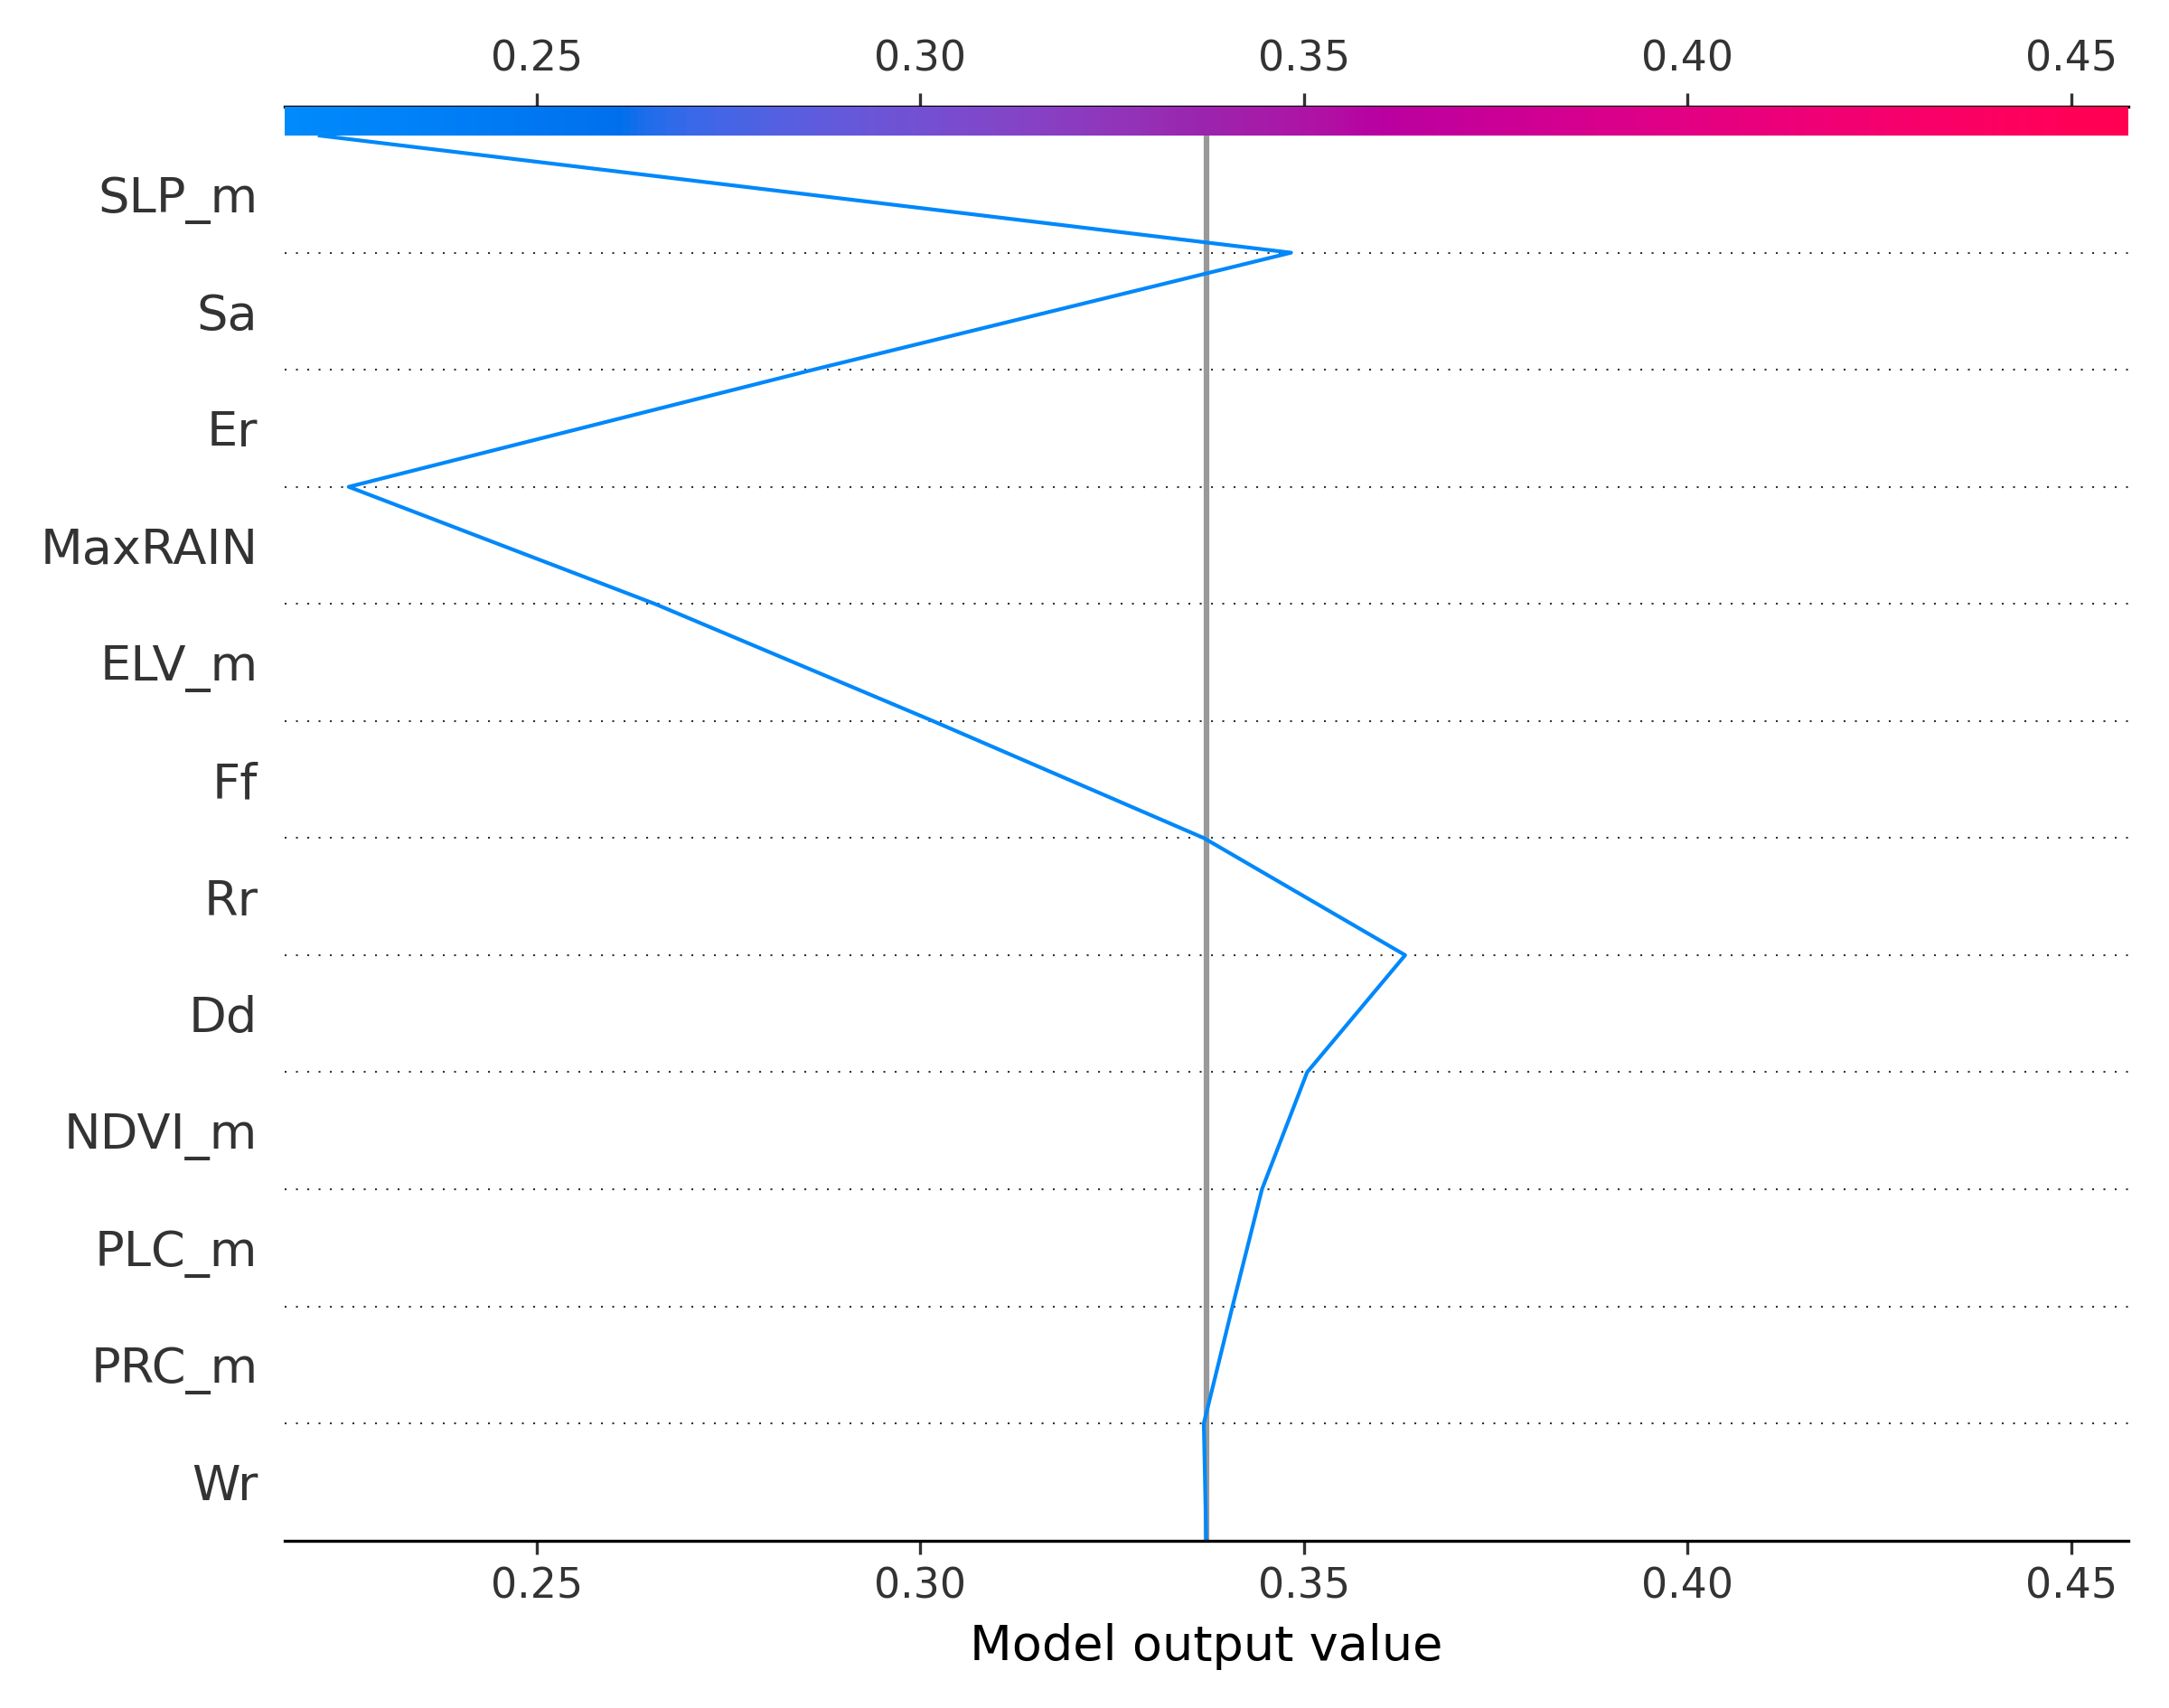 0.25 0.30 0.35 0.40 0.45
SLP_m
Sa
Er
MaxRAIN
ELV_m
Ff
Rr
Dd
NDVI_m
PLC_m
PRC_m
Wr
0.25 0.30 0.35 0.40 0.45
Model output value